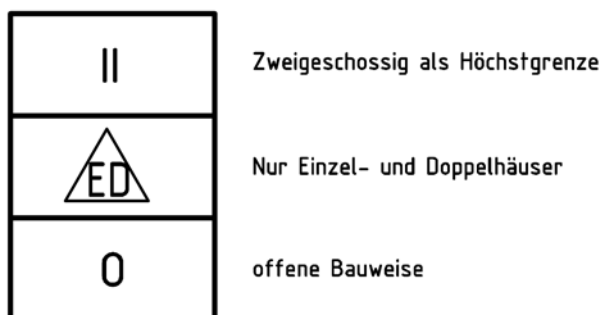 II Zweigeschossig als Höchstgrenze
ED Nur Einzel- und Doppelhäuser
O offene Bauweise